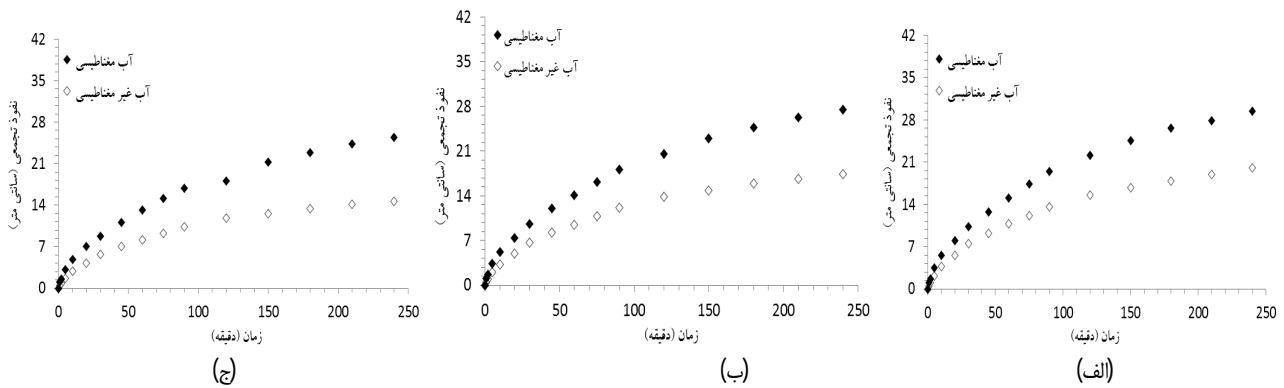 42
35
28
21
14
7
0
نفوذ تجمعی (سانتی متر)
آب مغناطیسی
آب غیر مغناطیسی
0 50 100 150 200 250
زمان (دقیقه)
(الف)
42
35
28
21
14
7
0
نفوذ تجمعی (سانتی متر)
آب مغناطیسی
آب غیر مغناطیسی
0 50 100 150 200 250
زمان (دقیقه)
(ب)
42
35
28
21
14
7
0
نفوذ تجمعی (سانتی متر)
آب مغناطیسی
آب غیر مغناطیسی
0 50 100 150 200 250
زمان (دقیقه)
(ج)